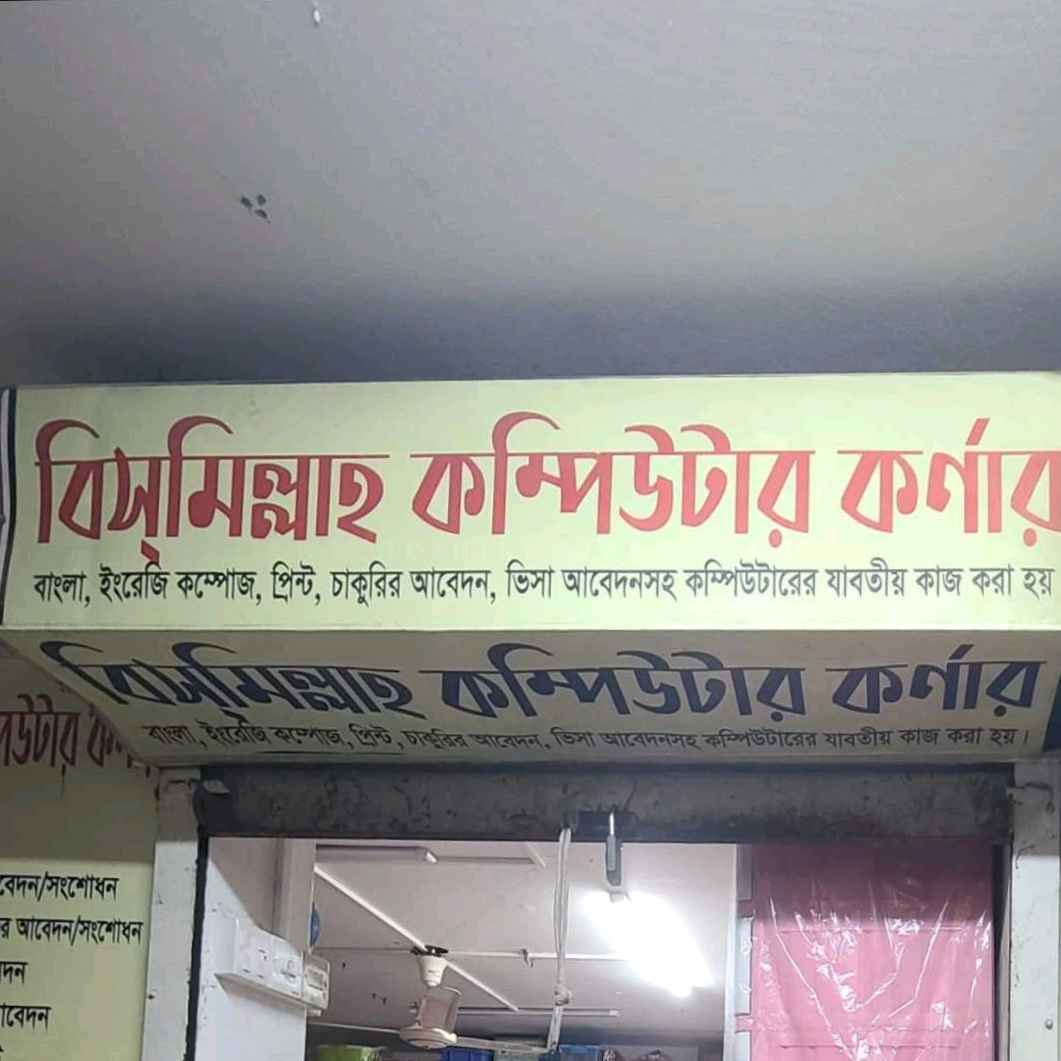 বিস্‌মিল্লাহ কম্পিউটার কর্ণার
বাংলা, ইংরেজি কম্পোজ, প্রিন্ট, চাকুরির আবেদন, ভিসা আবেদনসহ কম্পিউটারের যাবতীয় কাজ করা হয়
বিস্‌মিল্লাহ কম্পিউটার কর্ণার
বাংলা, ইংরেজি কম্পোজ, প্রিন্ট, চাকুরির আবেদন, ভিসা আবেদনসহ কম্পিউটারের যাবতীয় কাজ করা হয়।
পিউটার
বেদন/সংশোধন
র আবেদন/সংশোধন
দন
বেদন